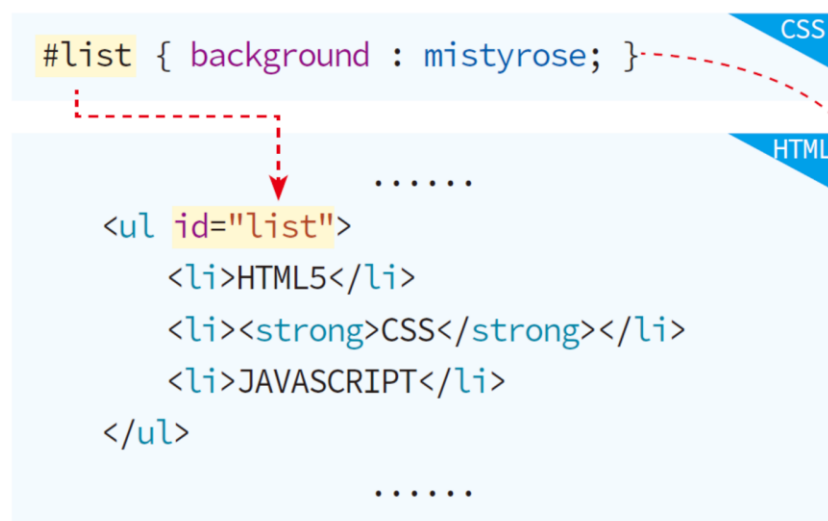 CSS
#list { background : mistyrose; }
HTML
......
<ul id="list">
<li>HTML5</li>
<li><strong>CSS</strong></li>
<li>JAVASCRIPT</li>
</ul>
......